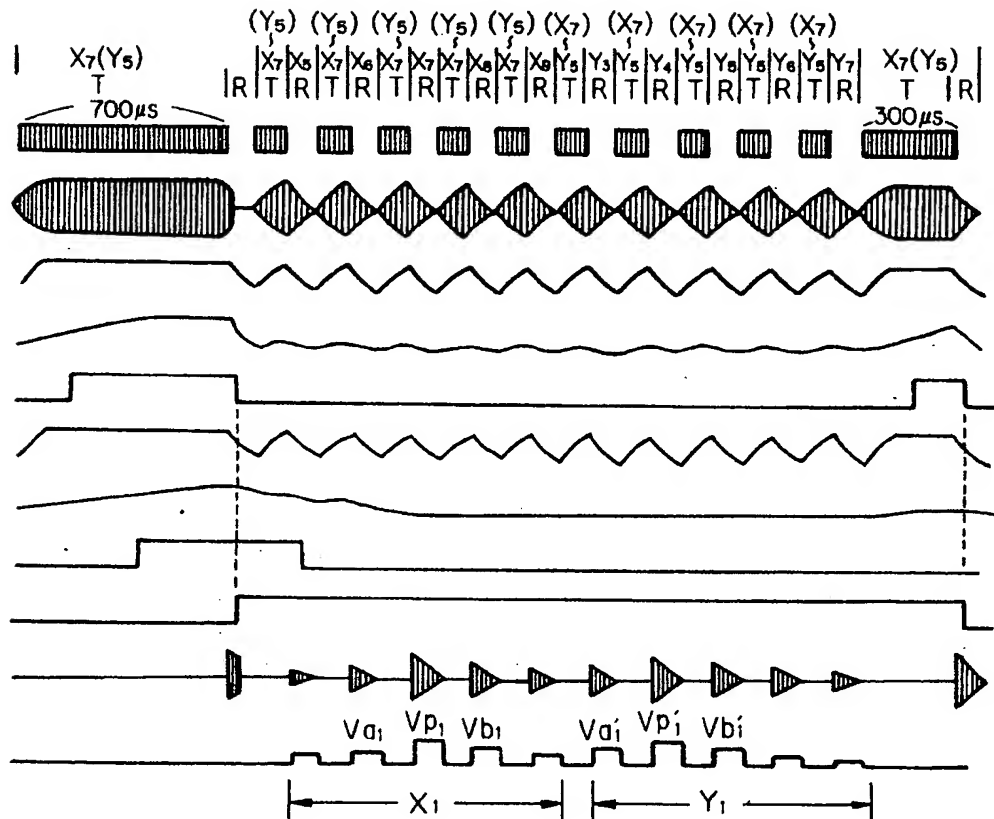 (Y5) (Y5) (Y5) (Y5) (Y5) (X7) (X7) (X7) (X7) (X7)
X7(Y5) X7 X5 X7 X6 X7 X7 X7 X8 X7 X9 Y5 Y3 Y5 Y4 Y5 Y5 Y5 Y6 Y5 Y7 X7(Y5)
T R T R T R T R T R T R T R T R T R T R T R T R
700μs 300μs
Va1 Vp1 Vb1 Va1' Vp1' Vb1'
X1 Y1